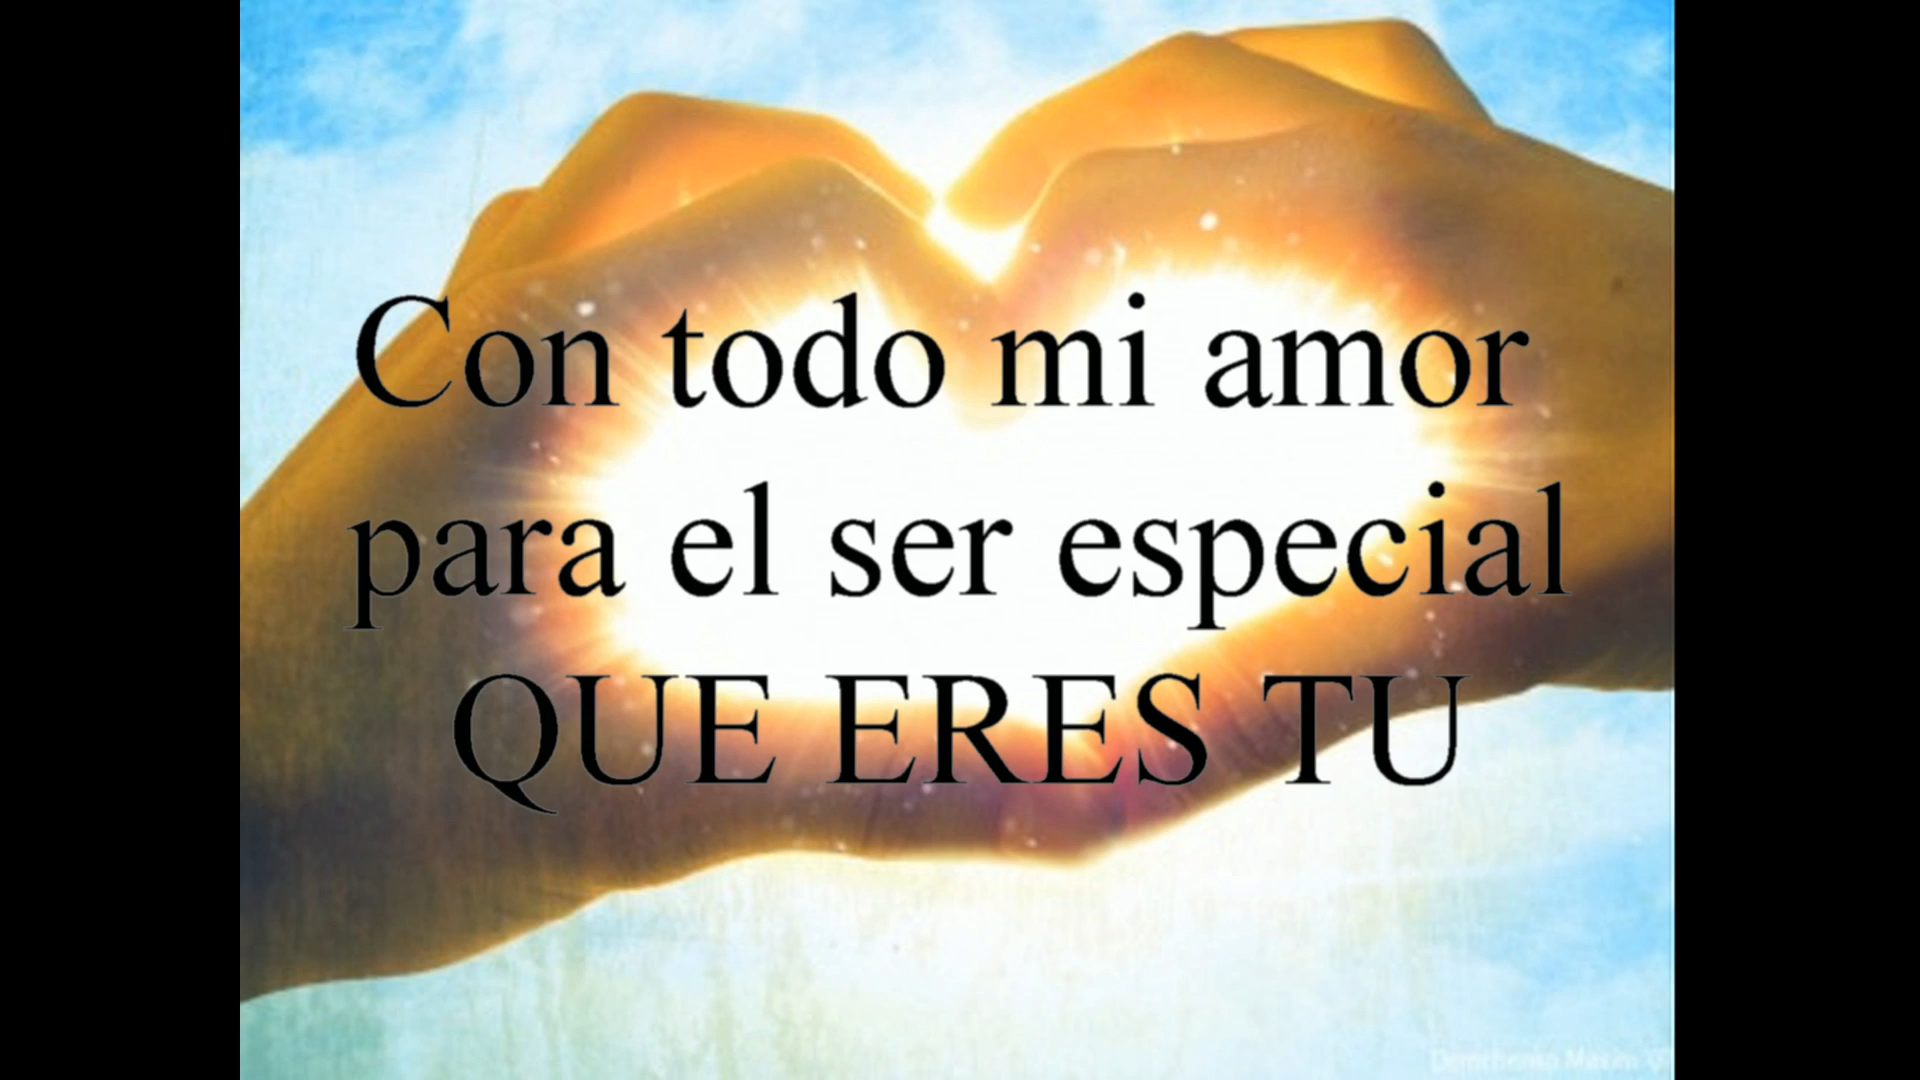 Con todo mi amor
para el ser especial
QUE ERES TU